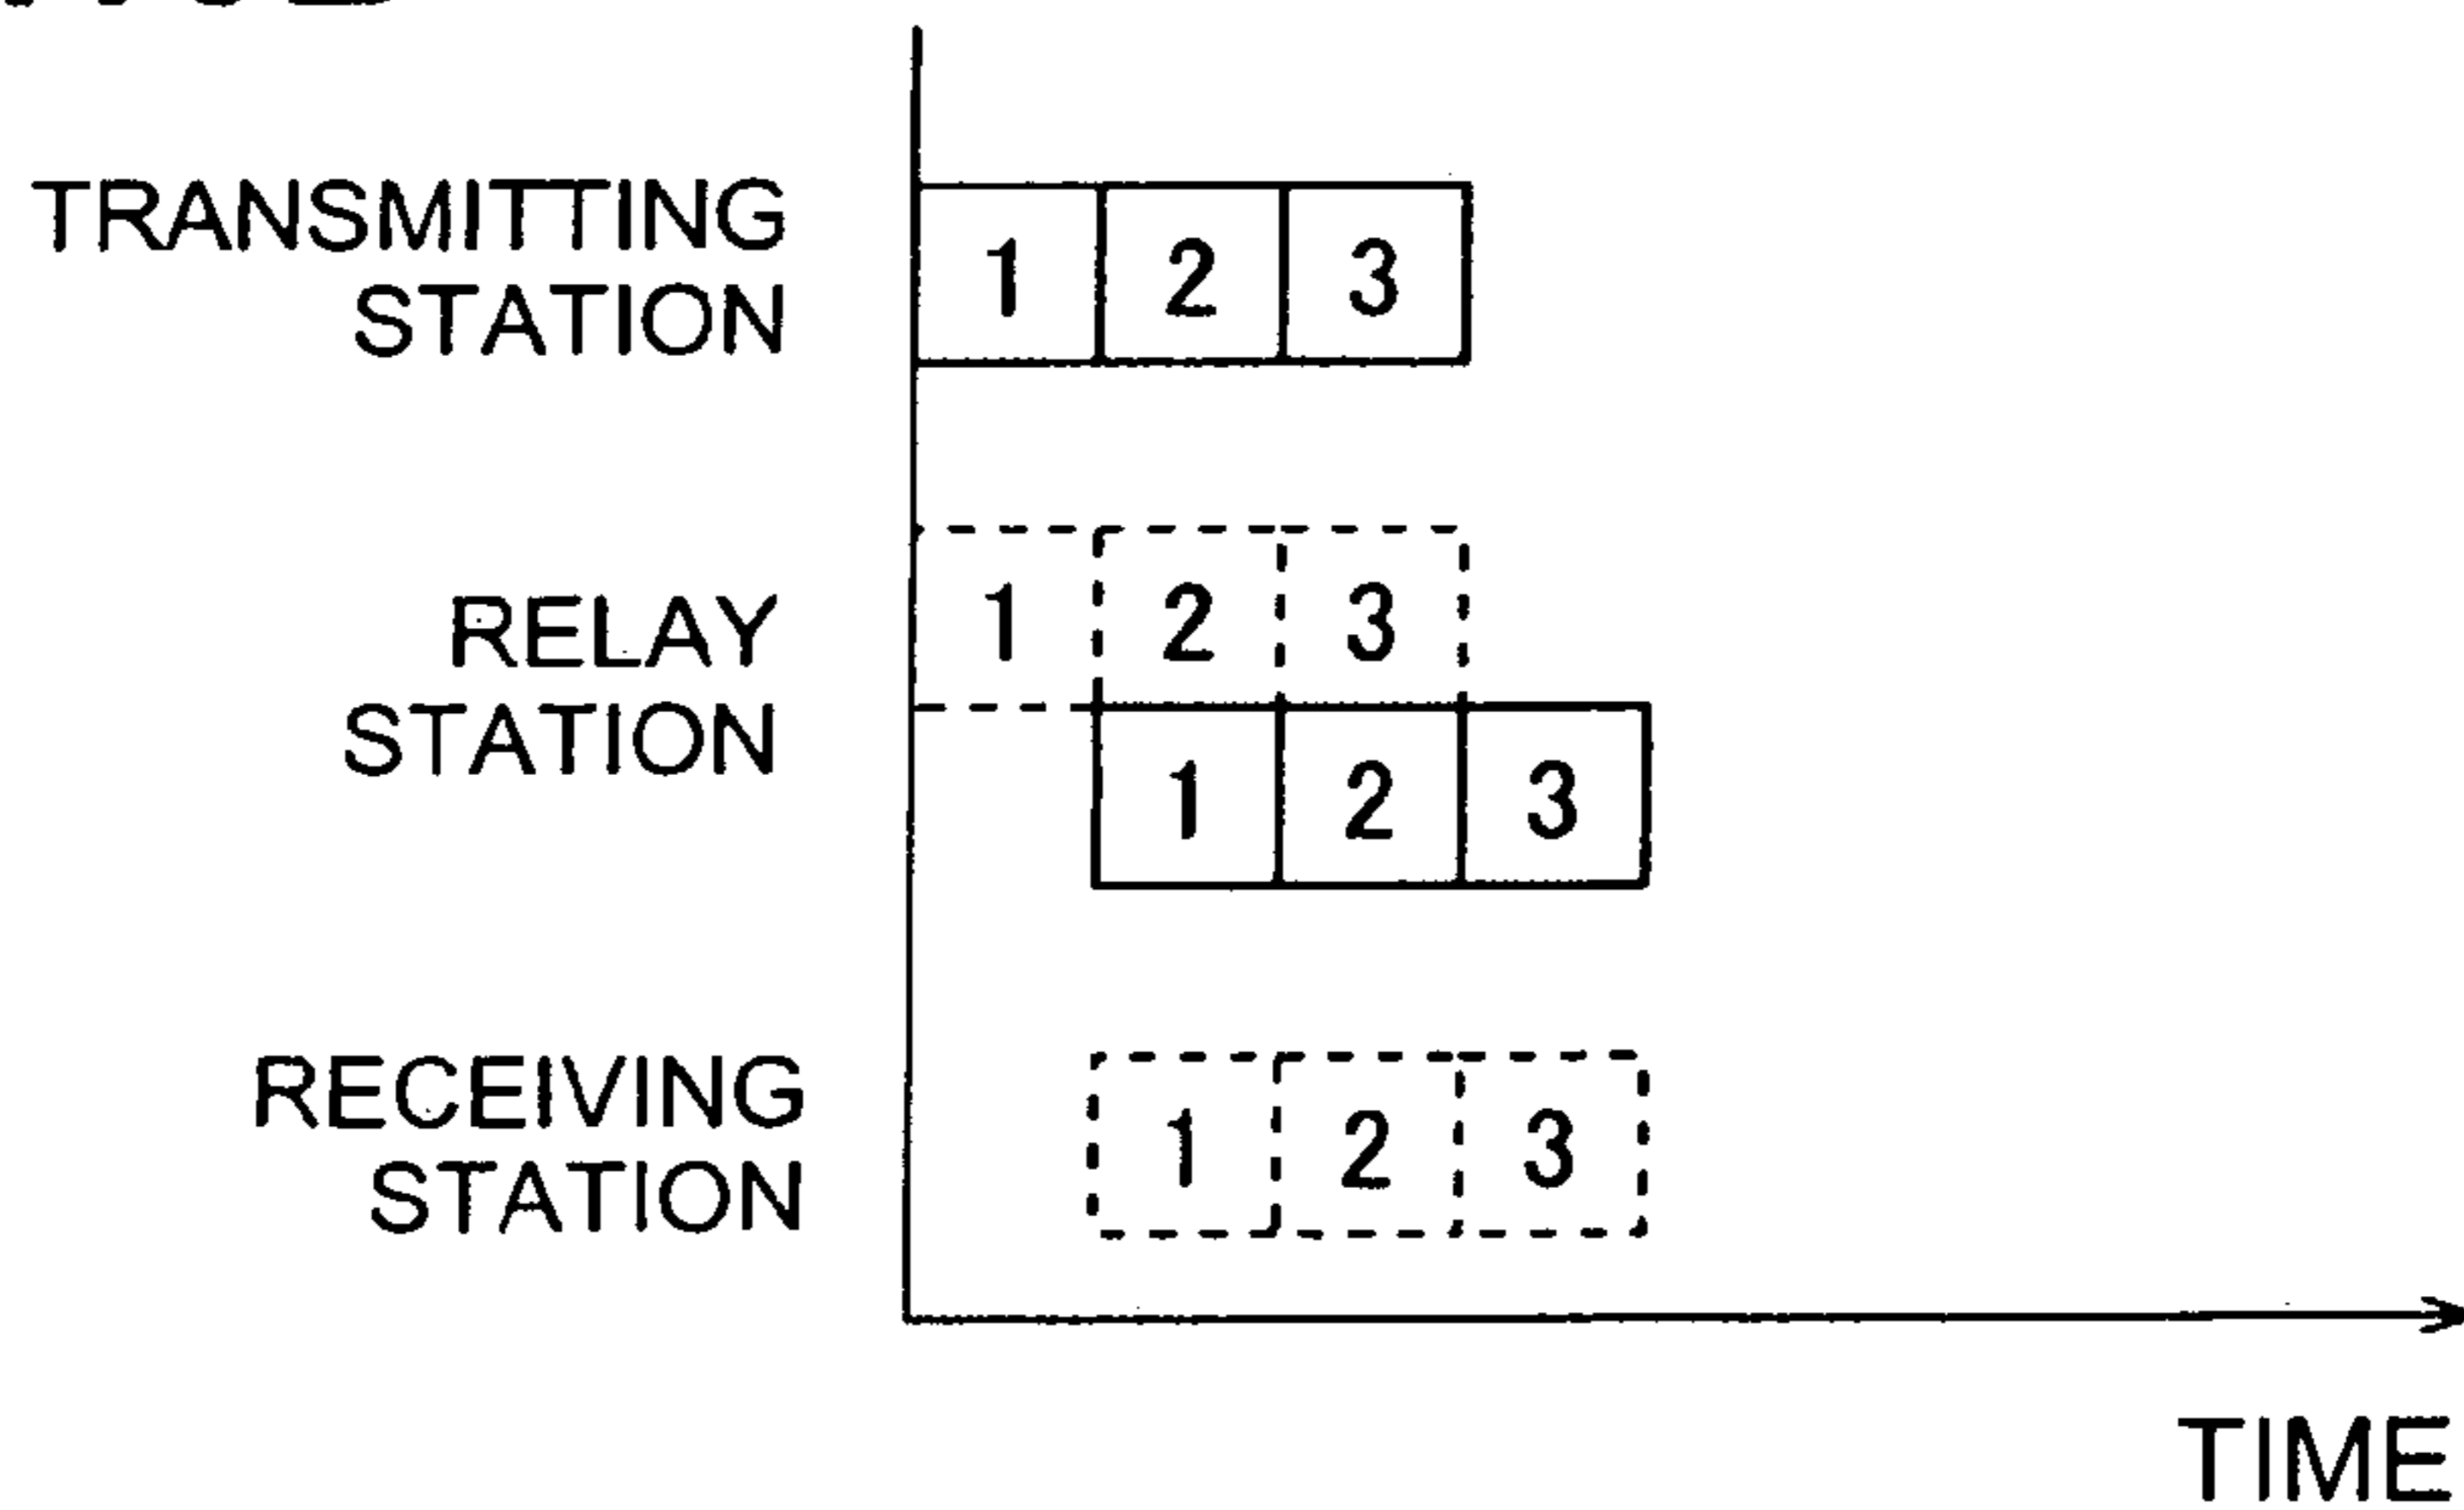 TRANSMITTING
STATION
1 2 3
RELAY
STATION
1 2 3
1 2 3
RECEIVING
STATION
1 2 3
TIME